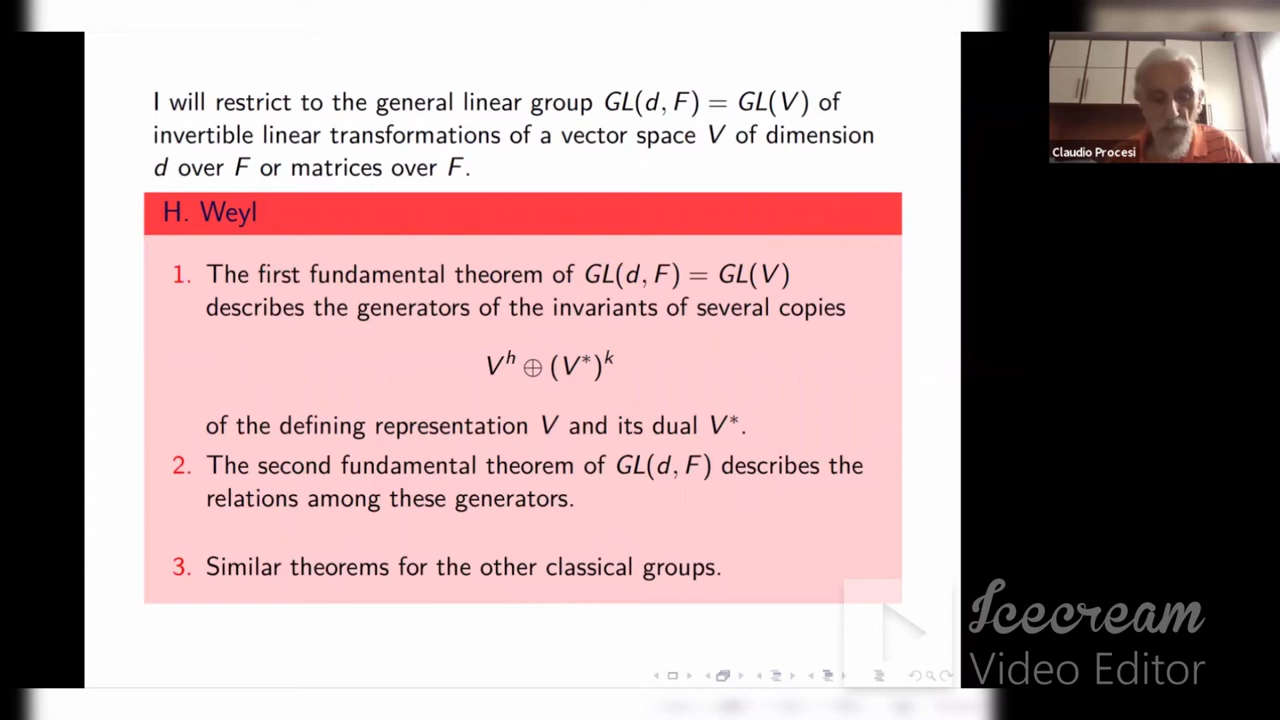 I will restrict to the general linear group GL(d, F) = GL(V) of
invertible linear transformations of a vector space V of dimension
d over F or matrices over F.
H. Weyl
1. The first fundamental theorem of GL(d, F) = GL(V)
describes the generators of the invariants of several copies
V^h ⊕ (V*)^k
of the defining representation V and its dual V*.
2. The second fundamental theorem of GL(d, F) describes the
relations among these generators.
3. Similar theorems for the other classical groups.
Claudio Procesi
Icecream
Video Editor